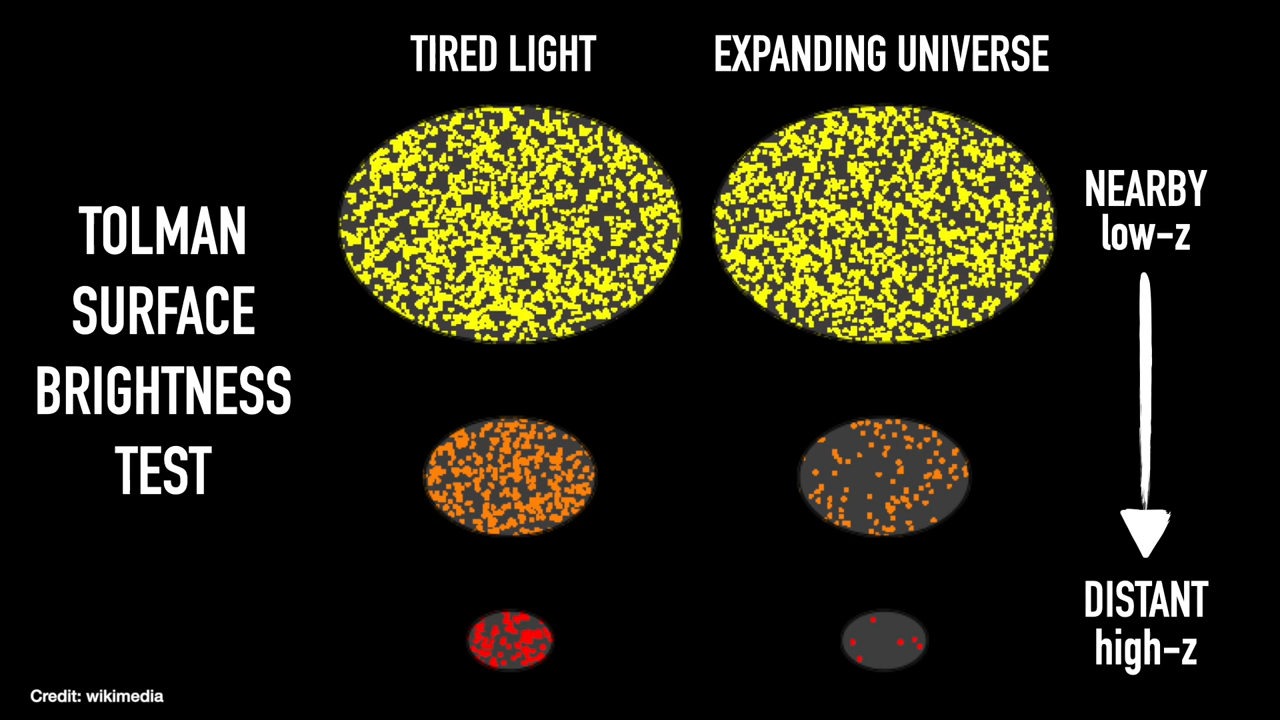 TIRED LIGHT
EXPANDING UNIVERSE
TOLMAN
SURFACE
BRIGHTNESS
TEST
NEARBY
low-z
DISTANT
high-z
Credit: wikimedia